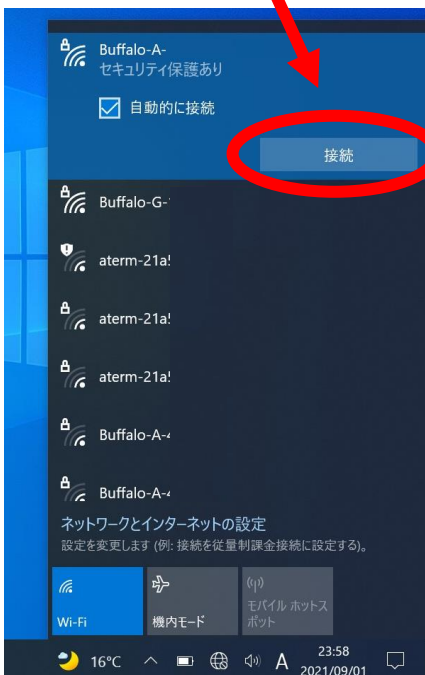 Buffalo-A-
セキュリティ保護あり
自動的に接続
接続
Buffalo-G-
aterm-21a
aterm-21a
aterm-21a
Buffalo-A-
Buffalo-A-
ネットワークとインターネットの設定
設定を変更します (例: 接続を従量制課金接続に設定する)。
Wi-Fi
機内モード
モバイル ホットス
ポット
16°C
A
23:58
2021/09/01